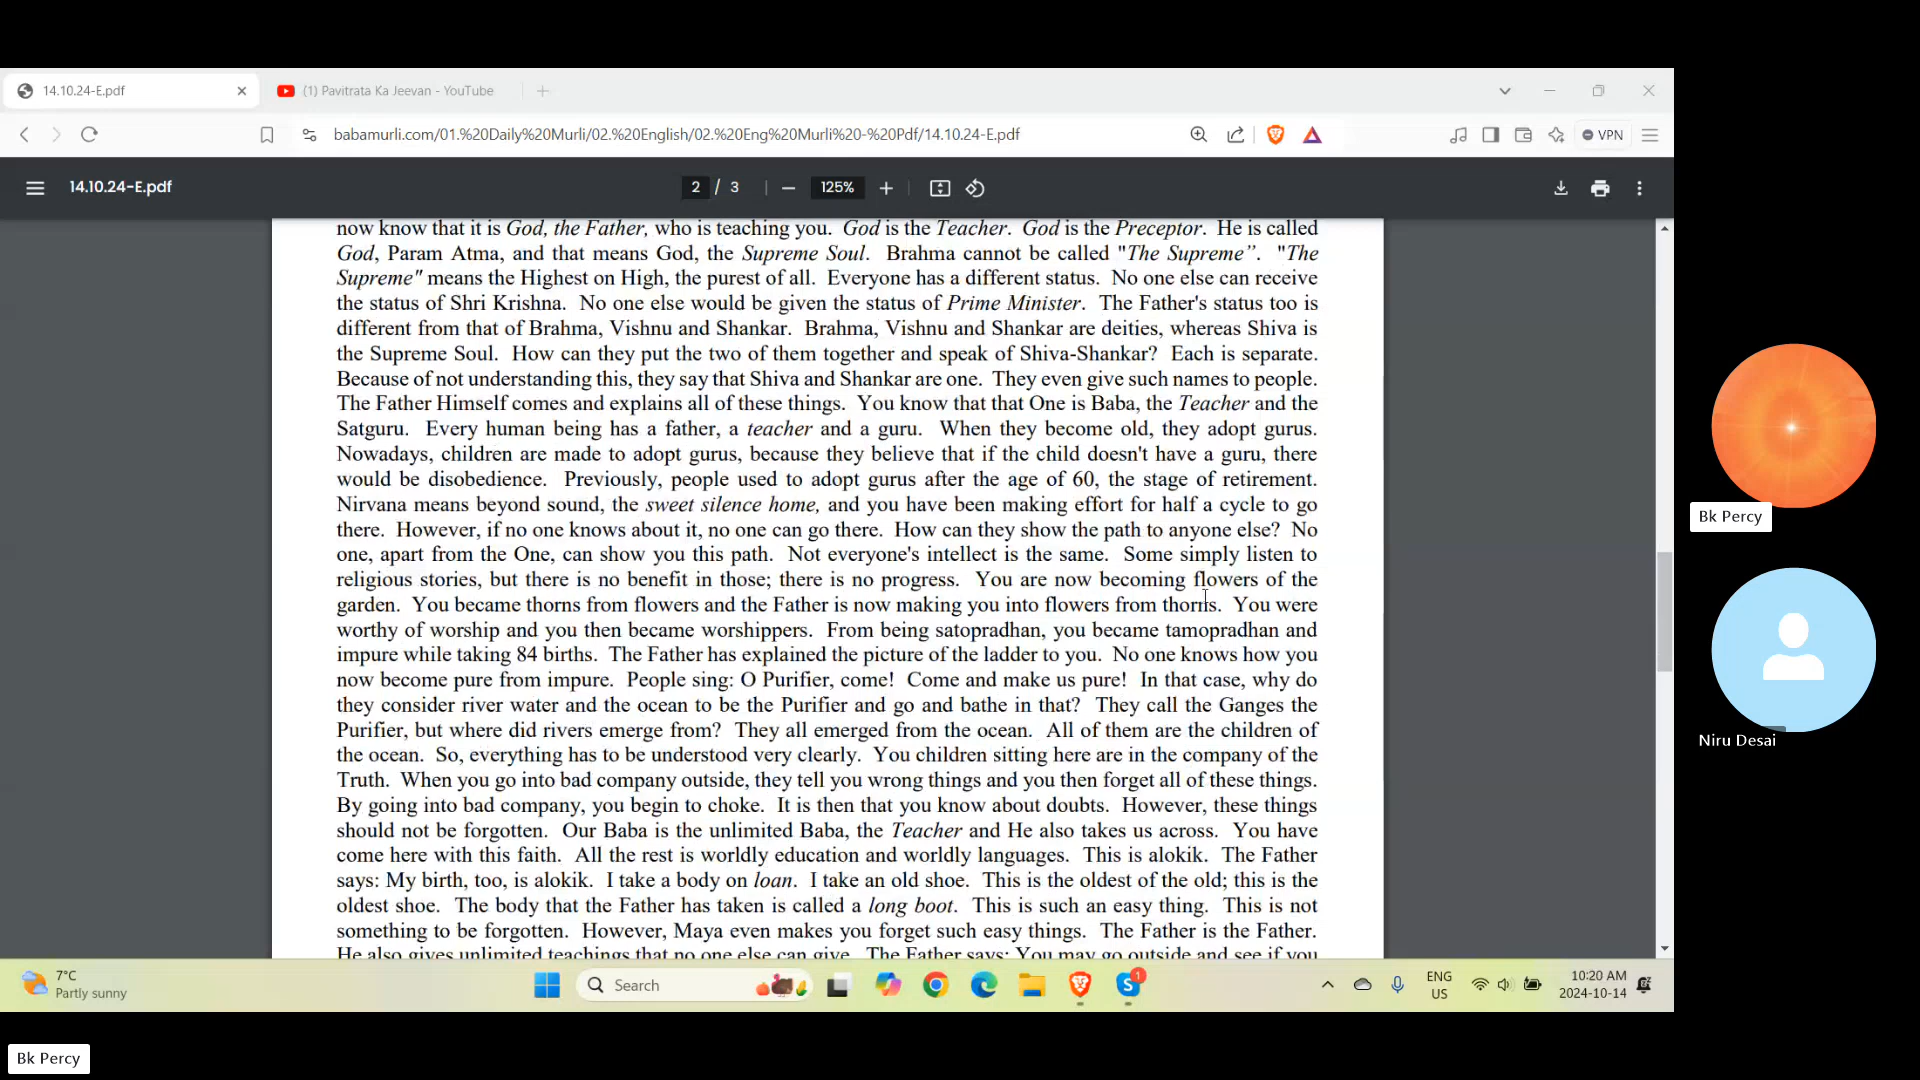 14.10.24-E.pdf
(1) Pavitrata Ka Jeevan - YouTube
babamurli.com/01.%20Daily%20Murli/02.%20English/02.%20Eng%20Murli%20-%20Pdf/14.10.24-E.pdf
VPN
14.10.24-E.pdf
2 / 3
125%
now know that it is God, the Father, who is teaching you. God is the Teacher. God is the Preceptor. He is called
God, Param Atma, and that means God, the Supreme Soul. Brahma cannot be called "The Supreme”. "The
Supreme" means the Highest on High, the purest of all. Everyone has a different status. No one else can receive
the status of Shri Krishna. No one else would be given the status of Prime Minister. The Father's status too is
different from that of Brahma, Vishnu and Shankar. Brahma, Vishnu and Shankar are deities, whereas Shiva is
the Supreme Soul. How can they put the two of them together and speak of Shiva-Shankar? Each is separate.
Because of not understanding this, they say that Shiva and Shankar are one. They even give such names to people.
The Father Himself comes and explains all of these things. You know that that One is Baba, the Teacher and the
Satguru. Every human being has a father, a teacher and a guru. When they become old, they adopt gurus.
Nowadays, children are made to adopt gurus, because they believe that if the child doesn't have a guru, there
would be disobedience. Previously, people used to adopt gurus after the age of 60, the stage of retirement.
Nirvana means beyond sound, the sweet silence home, and you have been making effort for half a cycle to go
there. However, if no one knows about it, no one can go there. How can they show the path to anyone else? No
one, apart from the One, can show you this path. Not everyone's intellect is the same. Some simply listen to
religious stories, but there is no benefit in those; there is no progress. You are now becoming flowers of the
garden. You became thorns from flowers and the Father is now making you into flowers from thorns. You were
worthy of worship and you then became worshippers. From being satopradhan, you became tamopradhan and
impure while taking 84 births. The Father has explained the picture of the ladder to you. No one knows how you
now become pure from impure. People sing: O Purifier, come! Come and make us pure! In that case, why do
they consider river water and the ocean to be the Purifier and go and bathe in that? They call the Ganges the
Purifier, but where did rivers emerge from? They all emerged from the ocean. All of them are the children of
the ocean. So, everything has to be understood very clearly. You children sitting here are in the company of the
Truth. When you go into bad company outside, they tell you wrong things and you then forget all of these things.
By going into bad company, you begin to choke. It is then that you know about doubts. However, these things
should not be forgotten. Our Baba is the unlimited Baba, the Teacher and He also takes us across. You have
come here with this faith. All the rest is worldly education and worldly languages. This is alokik. The Father
says: My birth, too, is alokik. I take a body on loan. I take an old shoe. This is the oldest of the old; this is the
oldest shoe. The body that the Father has taken is called a long boot. This is such an easy thing. This is not
something to be forgotten. However, Maya even makes you forget such easy things. The Father is the Father.
He also gives unlimited teachings that no one else can give. The Father says: You may go outside and see if you
Bk Percy
Niru Desai
7°C
Partly sunny
Search
1
ENG
US
10:20 AM
2024-10-14
Bk Percy